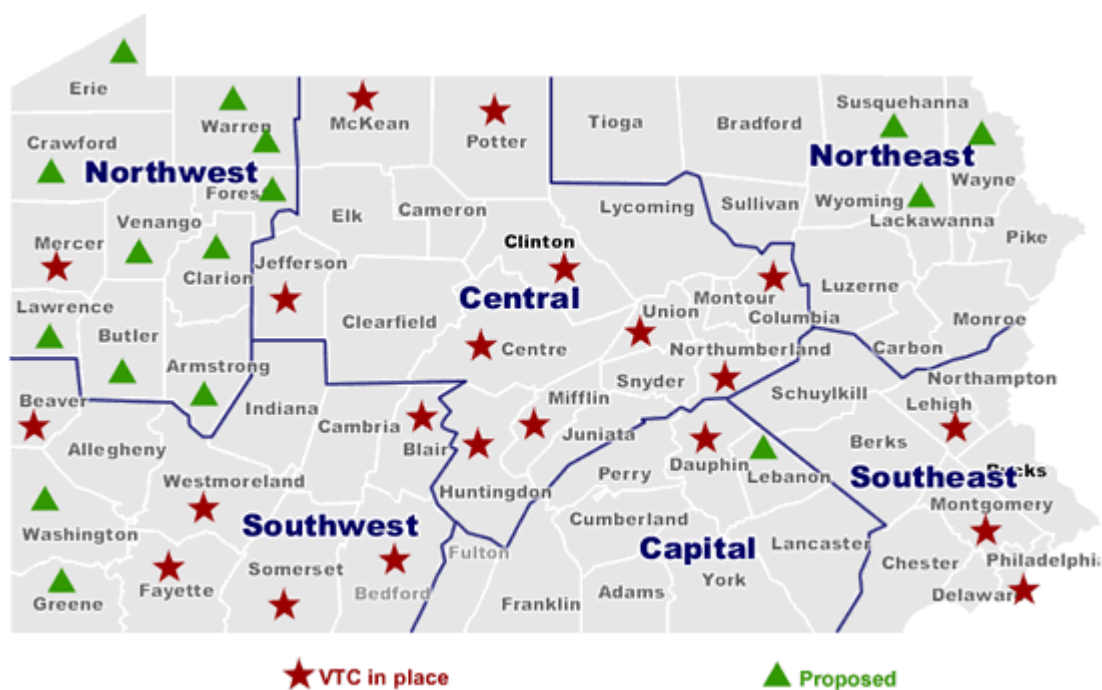 Erie
Warren
McKean
Potter
Tioga
Bradford
Susquehanna
Crawford
Northwest
Northeast
Forest
Wayne
Elk
Cameron
Lycoming
Sullivan
Wyoming
Lackawanna
Venango
Mercer
Clarion
Jefferson
Clinton
Pike
Lawrence
Butler
Clearfield
Central
Union
Montour
Columbia
Luzerne
Monroe
Armstrong
Centre
Northumberland
Carbon
Beaver
Indiana
Snyder
Schuylkill
Northampton
Allegheny
Cambria
Blair
Mifflin
Juniata
Lehigh
Berks
Westmoreland
Huntingdon
Perry
Dauphin
Lebanon
Southeast
Bucks
Washington
Southwest
Cumberland
Montgomery
Fulton
Capital
Lancaster
Chester
Philadelphia
Greene
Fayette
Somerset
Bedford
Franklin
Adams
York
Delaware
VTC in place
Proposed